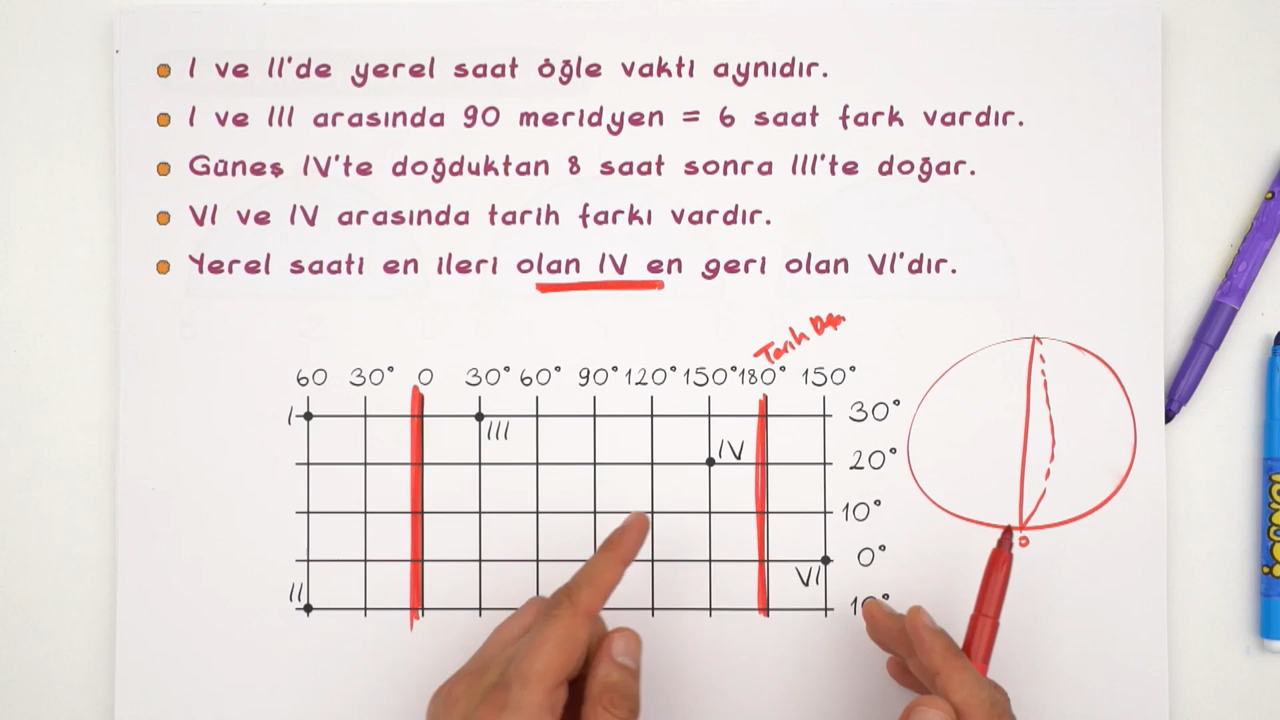 I ve II'de yerel saat öğle vakti aynıdır.
I ve III arasında 90 meridyen = 6 saat fark vardır.
Güneş IV'te doğduktan 8 saat sonra III'te doğar.
VI ve IV arasında tarih farkı vardır.
Yerel saati en ileri olan IV en geri olan VI'dır.
Tarih
60 30° 0 30° 60° 90° 120° 150° 180° 150°
I 30°
III
IV 20°
10°
0°
VI
II
0